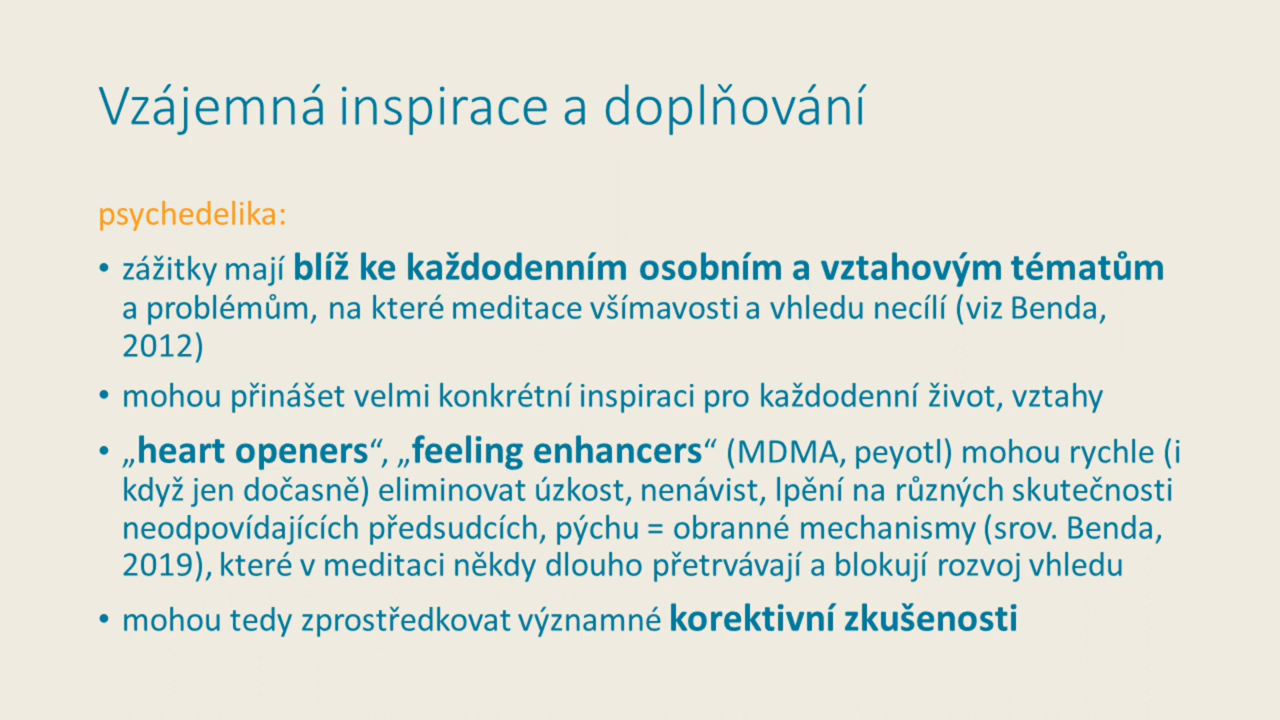 Vzájemná inspirace a doplňování
psychedelika:
• zážitky mají blíž ke každodenním osobním a vztahovým tématům
a problémům, na které meditace všímavosti a vhledu necílí (viz Benda,
2012)
• mohou přinášet velmi konkrétní inspiraci pro každodenní život, vztahy
• „heart openers“, „feeling enhancers“ (MDMA, peyotl) mohou rychle (i
když jen dočasně) eliminovat úzkost, nenávist, lpění na různých skutečnosti
neodpovídajících předsudcích, pýchu = obranné mechanismy (srov. Benda,
2019), které v meditaci někdy dlouho přetrvávají a blokují rozvoj vhledu
• mohou tedy zprostředkovat významné korektivní zkušenosti